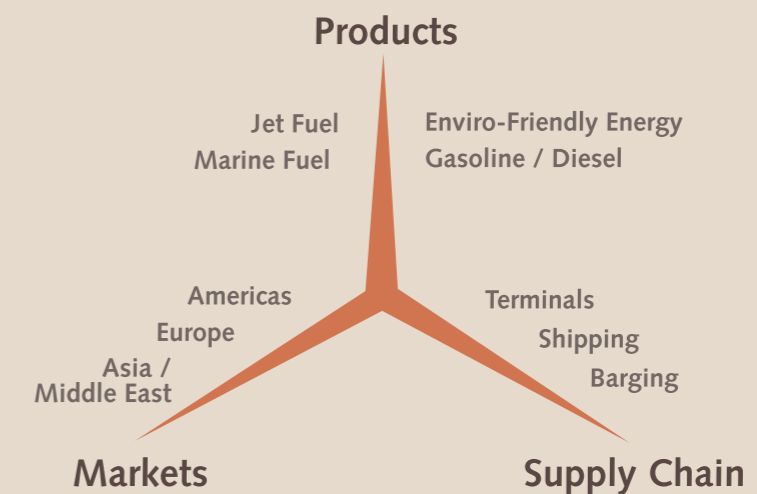 Products
Jet Fuel
Marine Fuel
Enviro-Friendly Energy
Gasoline / Diesel
Americas
Europe
Asia /
Middle East
Terminals
Shipping
Barging
Markets
Supply Chain